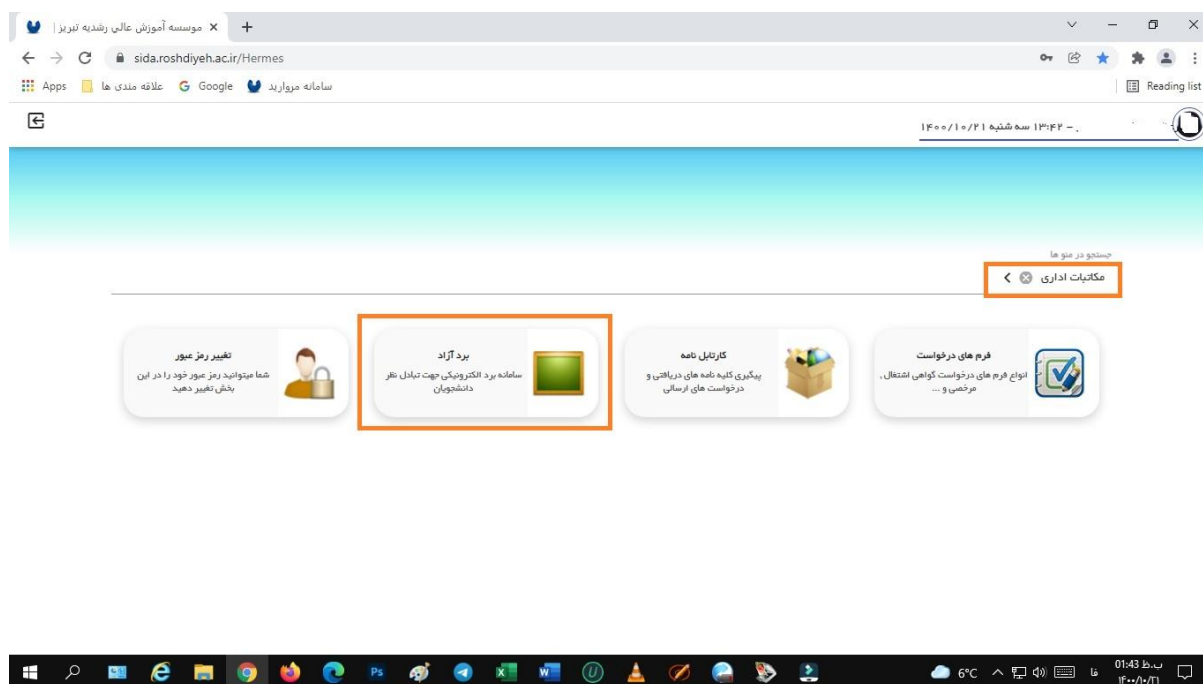 موسسه آموزش عالی رشدیه تبریز |
sida.roshdiyeh.ac.ir/Hermes
Apps علاقه مندی ها Google سامانه مروارید
Reading list
۱۳:۴۲ سه شنبه ۱۴۰۰/۱۰/۲۱
جستجو در منو ها
مکاتبات اداری
فرم های درخواست
انواع فرم های درخواست گواهی اشتغال ,
مرخصی و ...
کارتابل نامه
پیگیری کلیه نامه های دریافتی و
درخواست های ارسالی
برد آزاد
سامانه برد الکترونیکی جهت تبادل نظر
دانشجویان
تغییر رمز عبور
شما میتوانید رمز عبور خود را در این
بخش تغییر دهید
6°C
فا
01:43 ب.ظ
۱۴۰۰/۱۰/۲۱